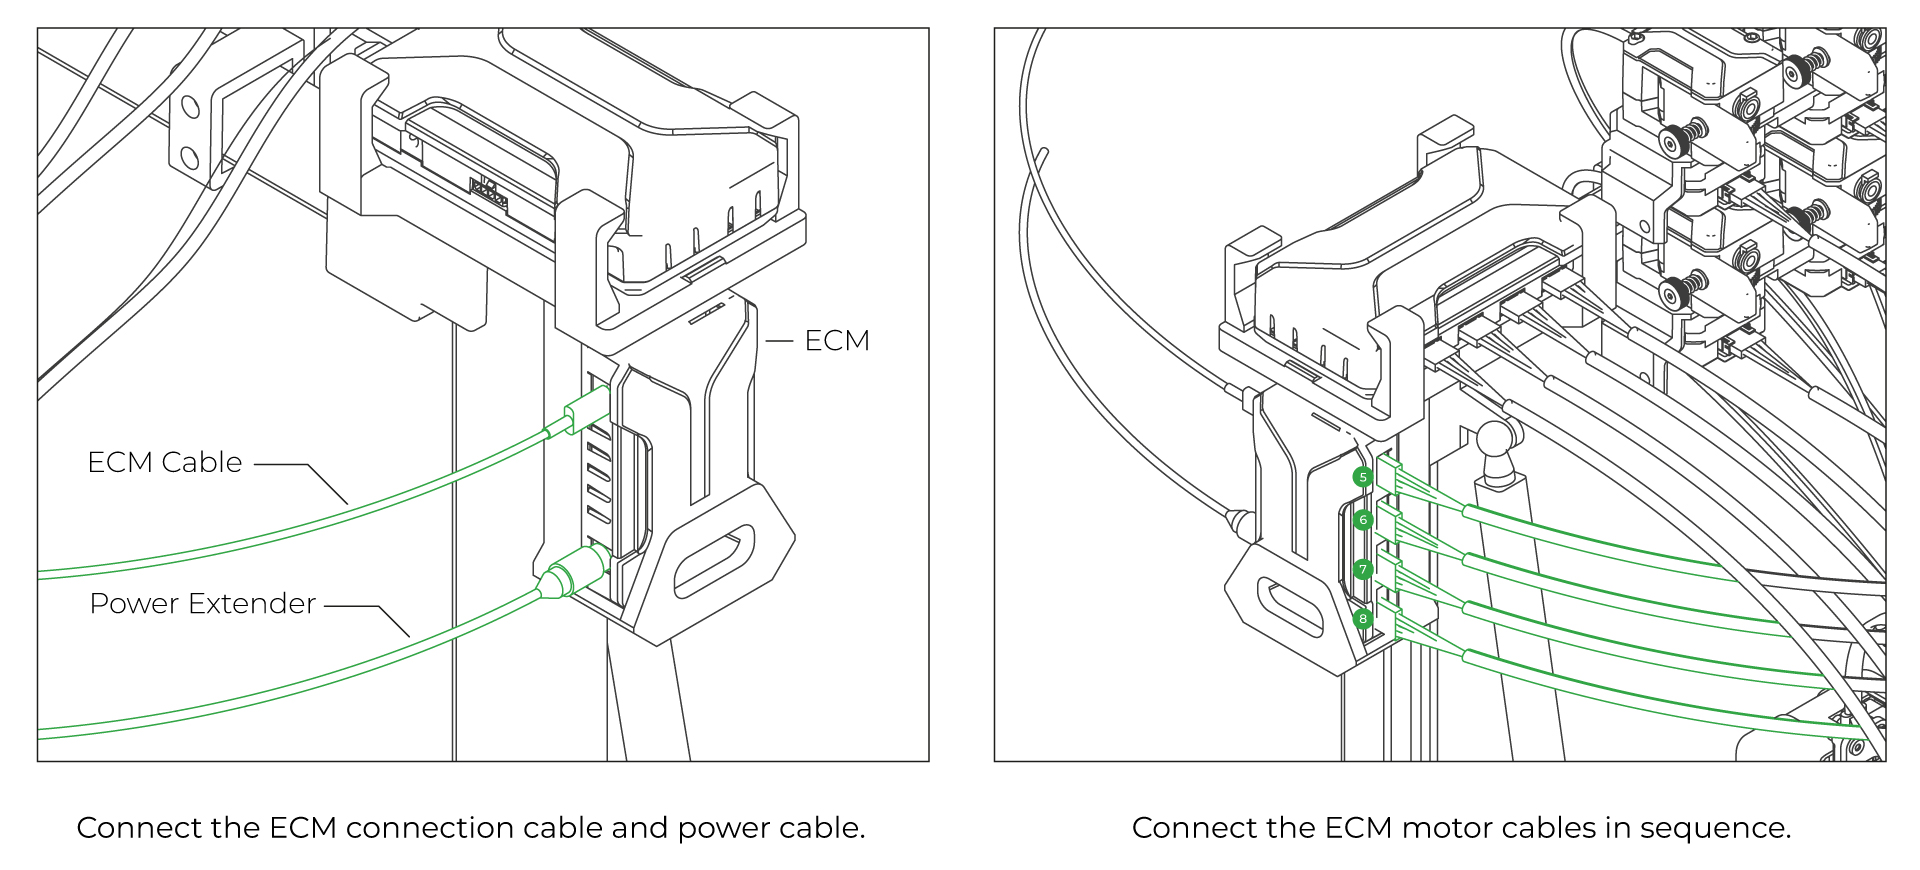 ECM
ECM Cable
Power Extender
5
6
7
8
Connect the ECM connection cable and power cable.
Connect the ECM motor cables in sequence.